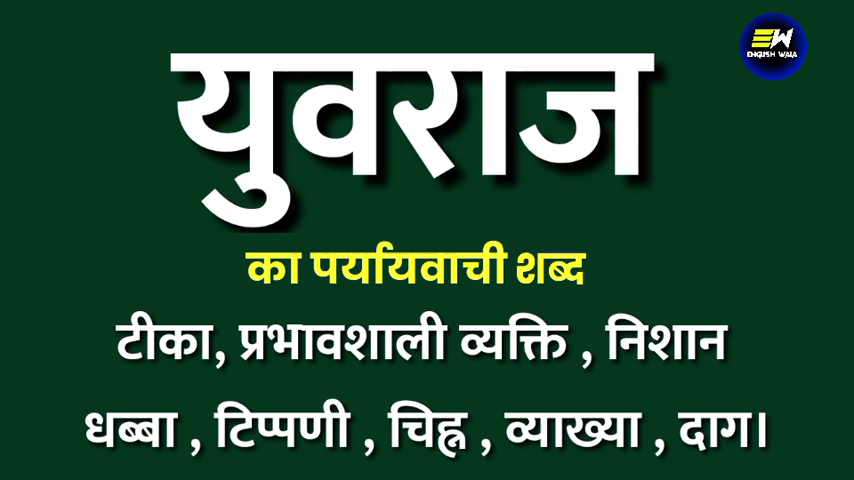 EW
ENGLISH WALA
युवराज
का पर्यायवाची शब्द
टीका, प्रभावशाली व्यक्ति , निशान
धब्बा , टिप्पणी , चिह्न , व्याख्या , दाग।